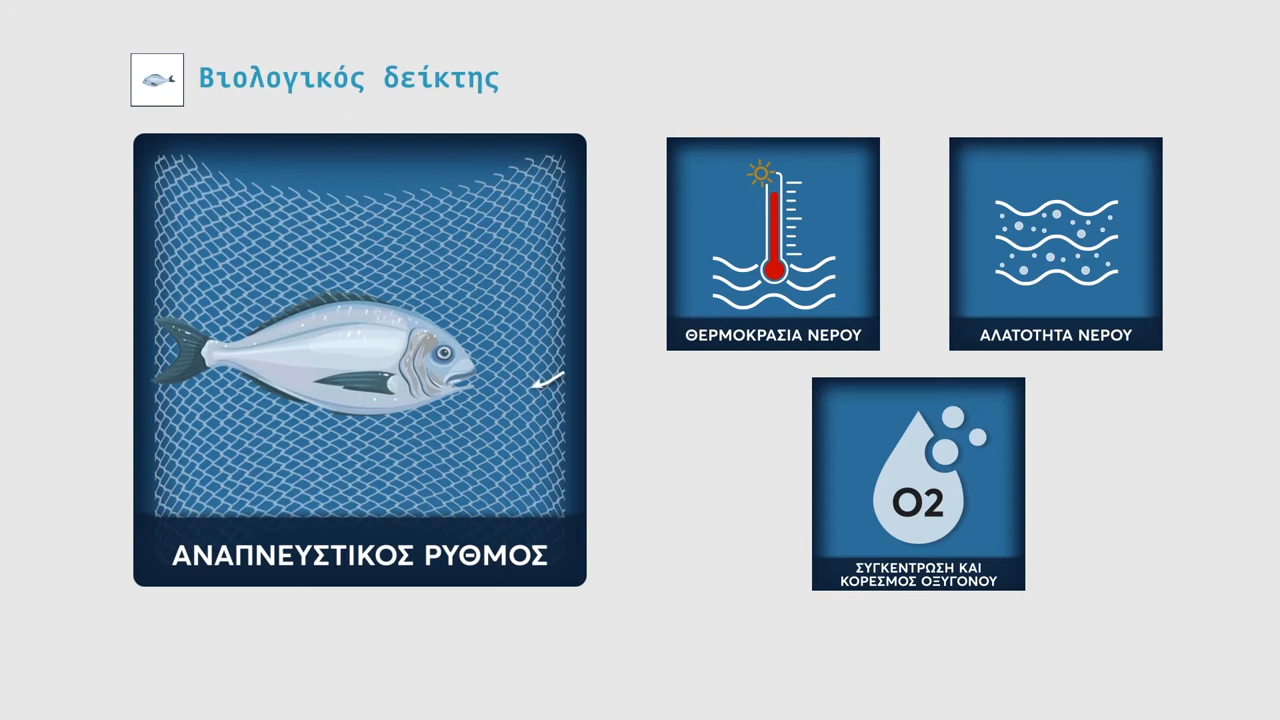 Βιολογικός δείκτης
ΑΝΑΠΝΕΥΣΤΙΚΟΣ ΡΥΘΜΟΣ
ΘΕΡΜΟΚΡΑΣΙΑ ΝΕΡΟΥ
ΑΛΑΤΟΤΗΤΑ ΝΕΡΟΥ
O2
ΣΥΓΚΕΝΤΡΩΣΗ ΚΑΙ
ΚΟΡΕΣΜΟΣ ΟΞΥΓΟΝΟΥ